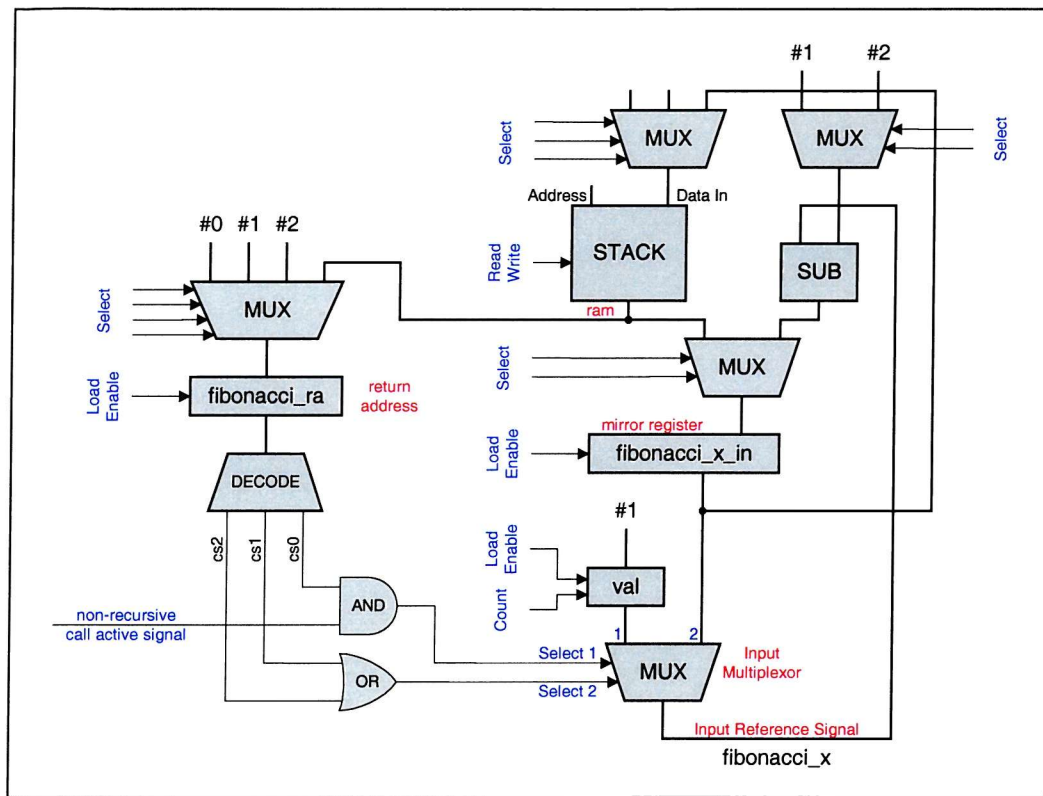 #1
#2
MUX
MUX
Select
Select
Address
Data In
#0
#1
#2
STACK
Read
Write
SUB
MUX
Select
ram
MUX
Select
Load
Enable
fibonacci_ra
return
address
mirror register
fibonacci_x_in
Load
Enable
DECODE
#1
cs2
cs1
cs0
Load
Enable
val
Count
AND
non-recursive
call active signal
1
2
Select 1
MUX
Input
Multiplexor
OR
Select 2
Input Reference Signal
fibonacci_x